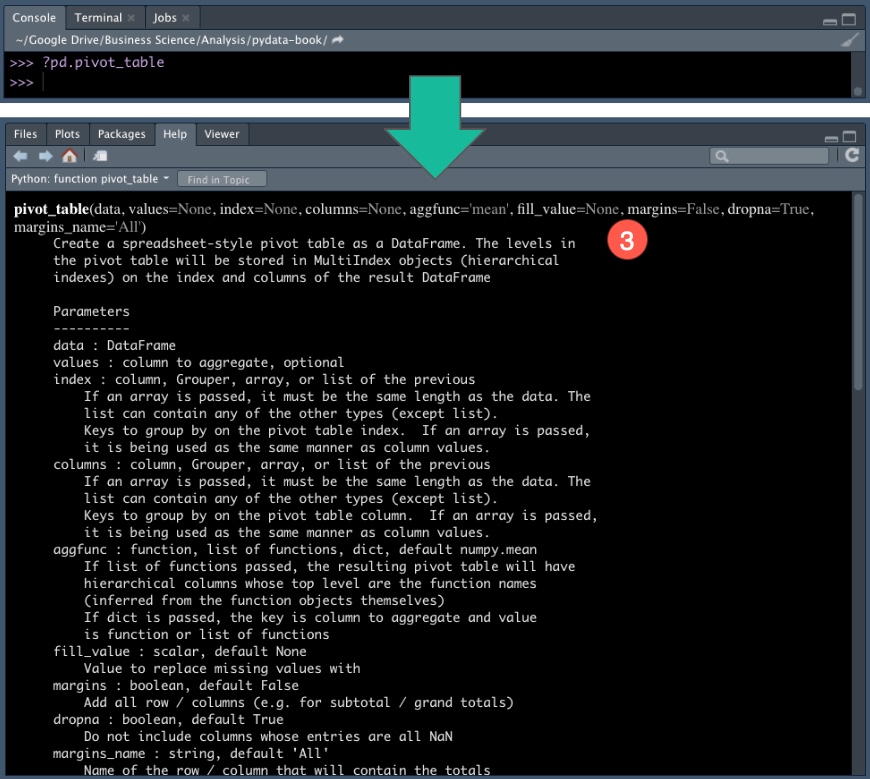 Console Terminal × Jobs ×
~/Google Drive/Business Science/Analysis/pydata-book/
>>> ?pd.pivot_table
>>>
Files Plots Packages Help Viewer
Python: function pivot_table Find in Topic
pivot_table(data, values=None, index=None, columns=None, aggfunc='mean', fill_value=None, margins=False, dropna=True,
margins_name='All')
3
Create a spreadsheet-style pivot table as a DataFrame. The levels in
the pivot table will be stored in MultiIndex objects (hierarchical
indexes) on the index and columns of the result DataFrame
Parameters
----------
data : DataFrame
values : column to aggregate, optional
index : column, Grouper, array, or list of the previous
If an array is passed, it must be the same length as the data. The
list can contain any of the other types (except list).
Keys to group by on the pivot table index.  If an array is passed,
it is being used as the same manner as column values.
columns : column, Grouper, array, or list of the previous
If an array is passed, it must be the same length as the data. The
list can contain any of the other types (except list).
Keys to group by on the pivot table column.  If an array is passed,
it is being used as the same manner as column values.
aggfunc : function, list of functions, dict, default numpy.mean
If list of functions passed, the resulting pivot table will have
hierarchical columns whose top level are the function names
(inferred from the function objects themselves)
If dict is passed, the key is column to aggregate and value
is function or list of functions
fill_value : scalar, default None
Value to replace missing values with
margins : boolean, default False
Add all row / columns (e.g. for subtotal / grand totals)
dropna : boolean, default True
Do not include columns whose entries are all NaN
margins_name : string, default 'All'
Name of the row / column that will contain the totals